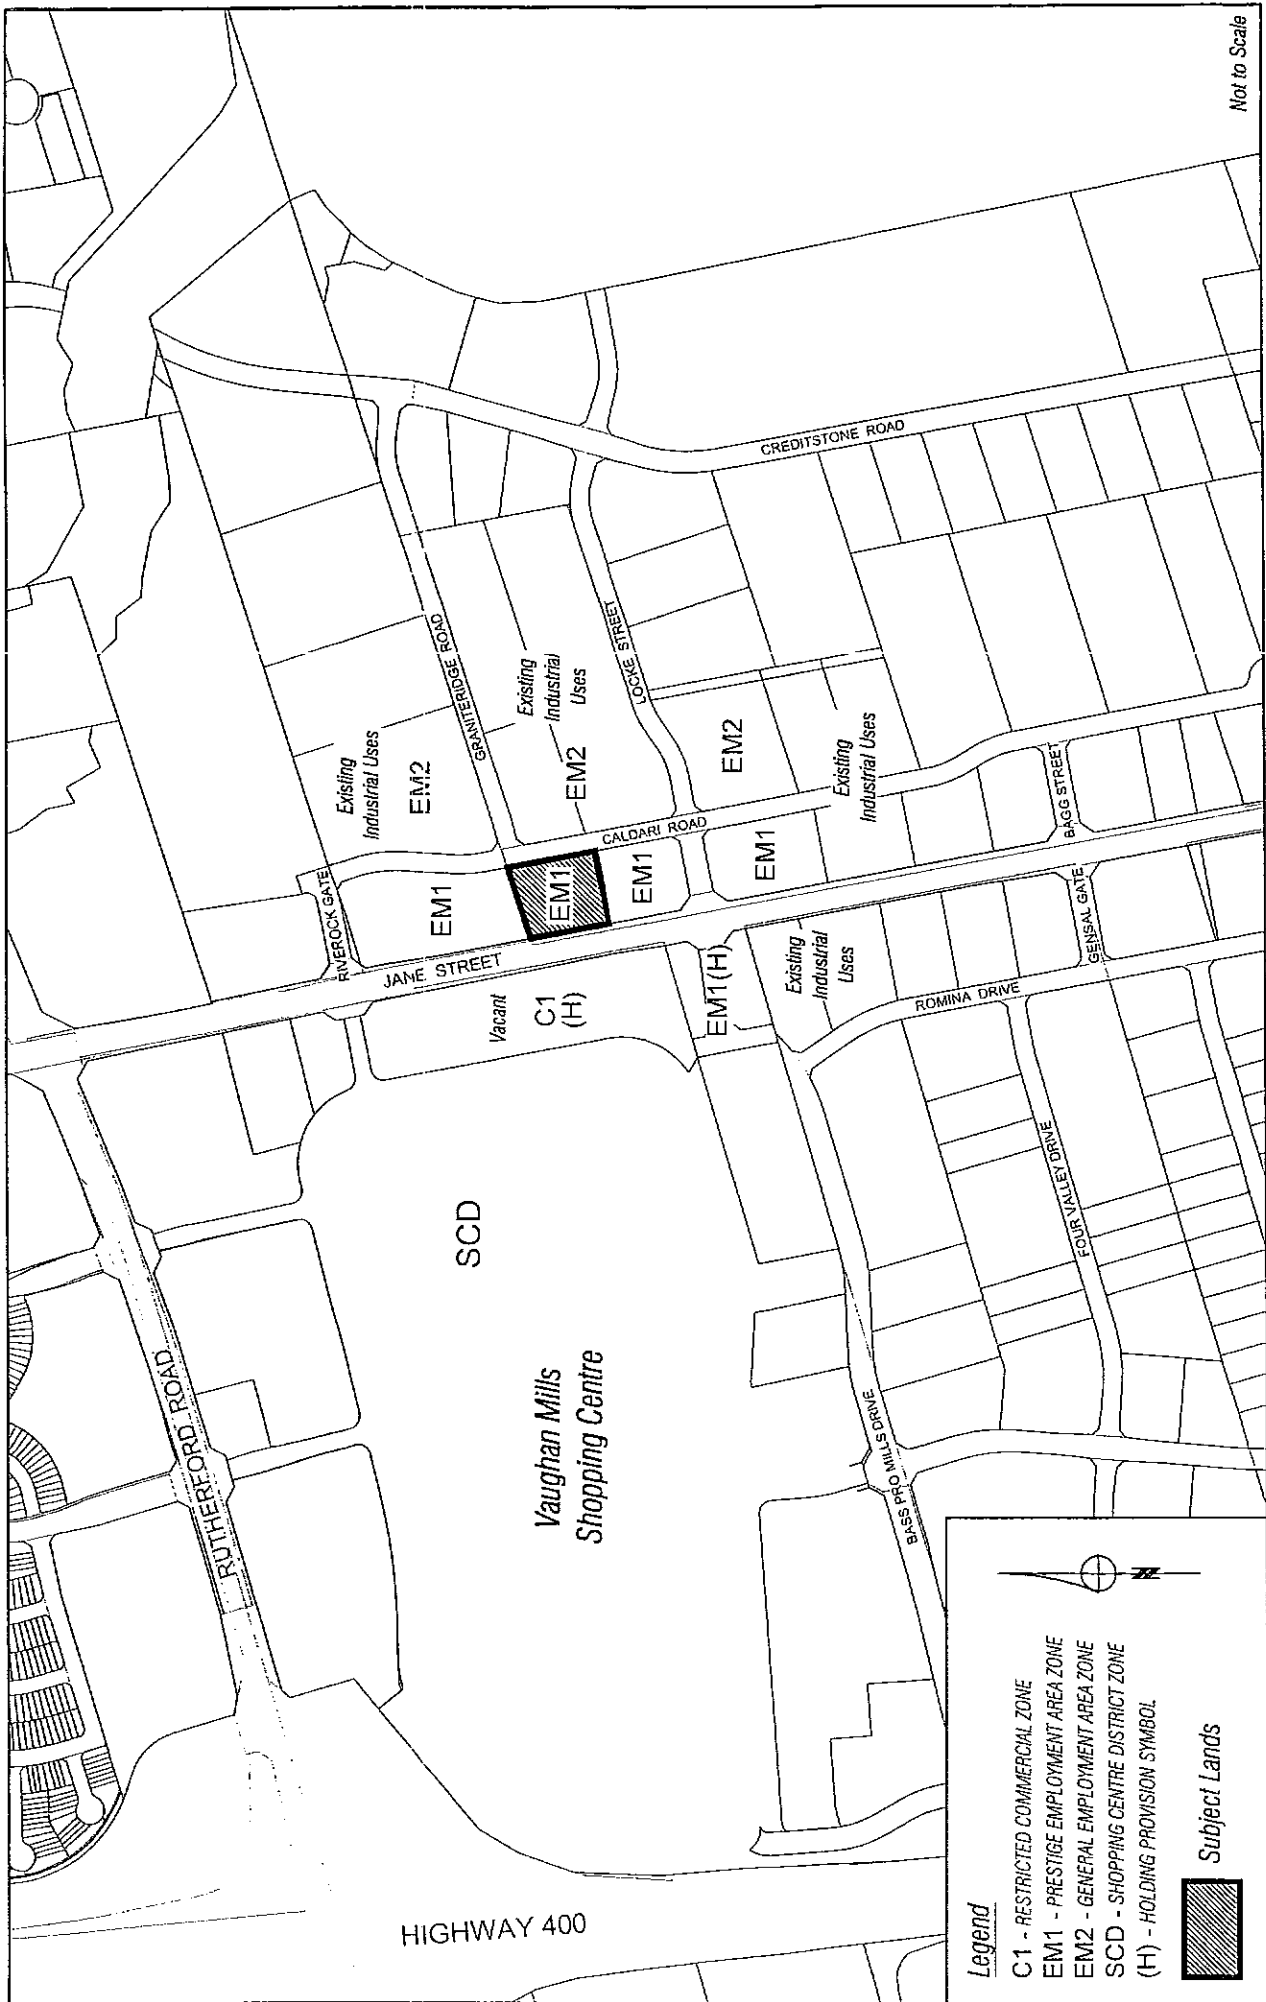 Not to Scale
CREDITSTONE ROAD
GRANITERIDGE ROAD
LOCKE STREET
Existing
Industrial Uses
EM2
Existing
Industrial
Uses
EM2
EM2
Existing
Industrial Uses
BAGG STREET
CALDARI ROAD
RIVEROCK GATE
EM1
EM1
EM1
EM1
JANE STREET
GENSAL GATE
Vacant
C1
(H)
EM1(H)
Existing
Industrial
Uses
ROMINA DRIVE
FOUR VALLEY DRIVE
SCD
RUTHERFORD ROAD
Vaughan Mills
Shopping Centre
BASS PRO MILLS DRIVE
HIGHWAY 400
Legend
C1 - RESTRICTED COMMERCIAL ZONE
EM1 - PRESTIGE EMPLOYMENT AREA ZONE
EM2 - GENERAL EMPLOYMENT AREA ZONE
SCD - SHOPPING CENTRE DISTRICT ZONE
(H) - HOLDING PROVISION SYMBOL
Subject Lands
N